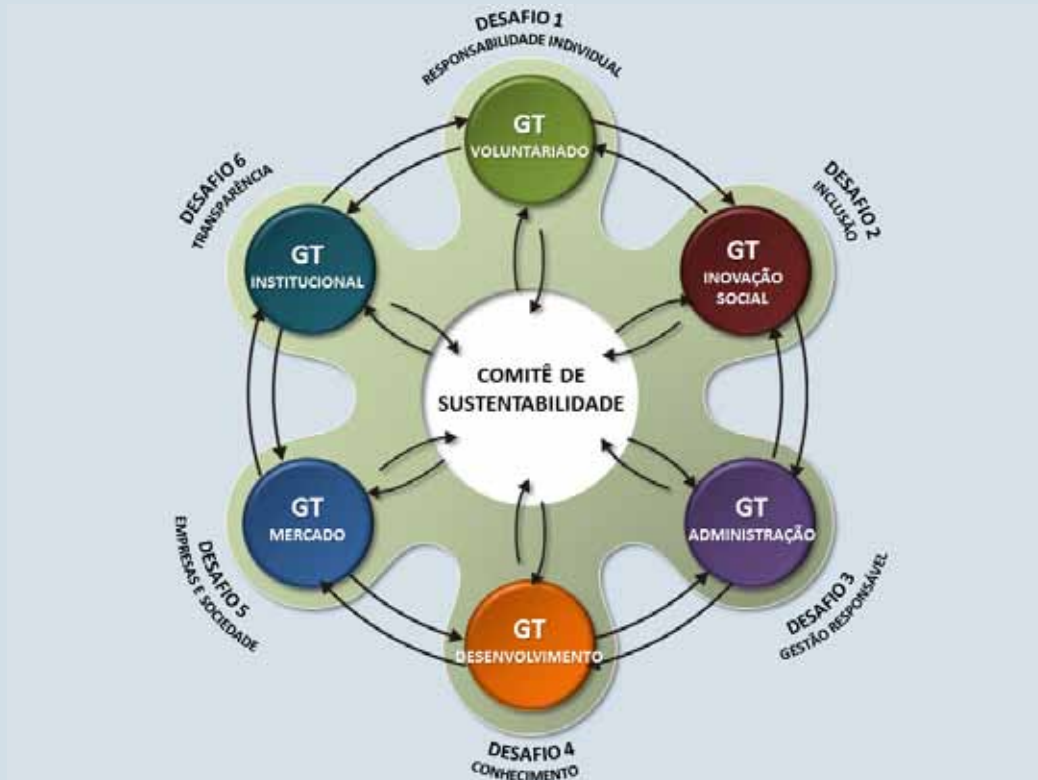 DESAFIO 1
RESPONSABILIDADE INDIVIDUAL
GT
VOLUNTARIADO
DESAFIO 2
INCLUSÃO
GT
INOVAÇÃO
SOCIAL
DESAFIO 3
GESTÃO RESPONSÁVEL
GT
ADMINISTRAÇÃO
DESAFIO 4
CONHECIMENTO
GT
DESENVOLVIMENTO
DESAFIO 5
EMPRESAS E SOCIEDADE
GT
MERCADO
DESAFIO 6
TRANSPARÊNCIA
GT
INSTITUCIONAL
COMITÊ DE
SUSTENTABILIDADE